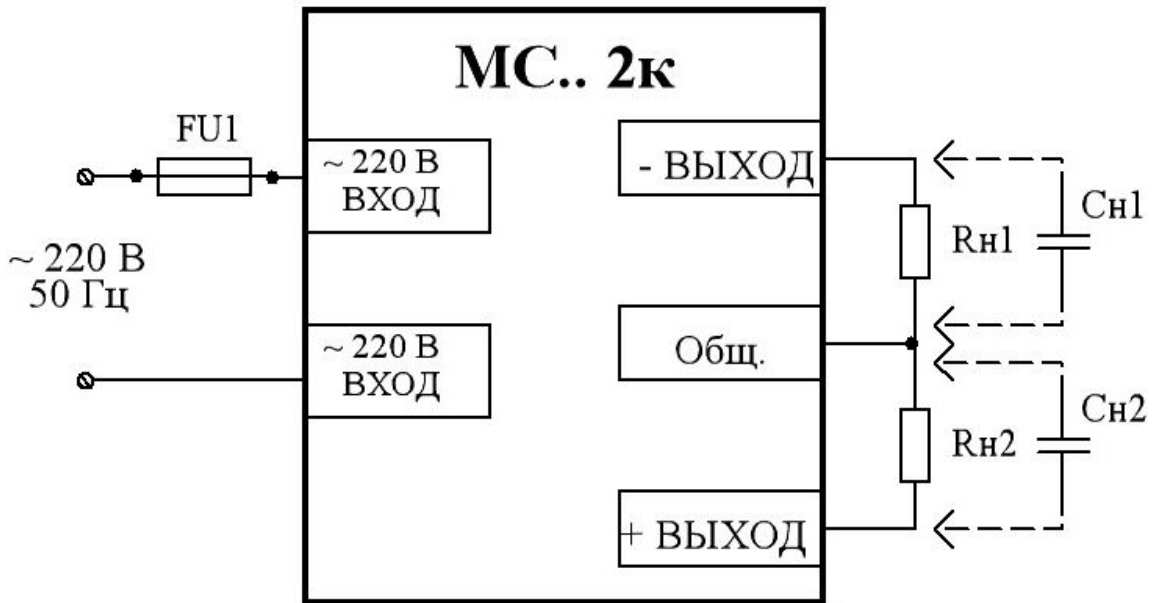 МС.. 2к
FU1
~ 220 В
ВХОД
- ВЫХОД
Сн1
Rн1
~ 220 В
50 Гц
~ 220 В
ВХОД
Общ.
Сн2
Rн2
+ ВЫХОД